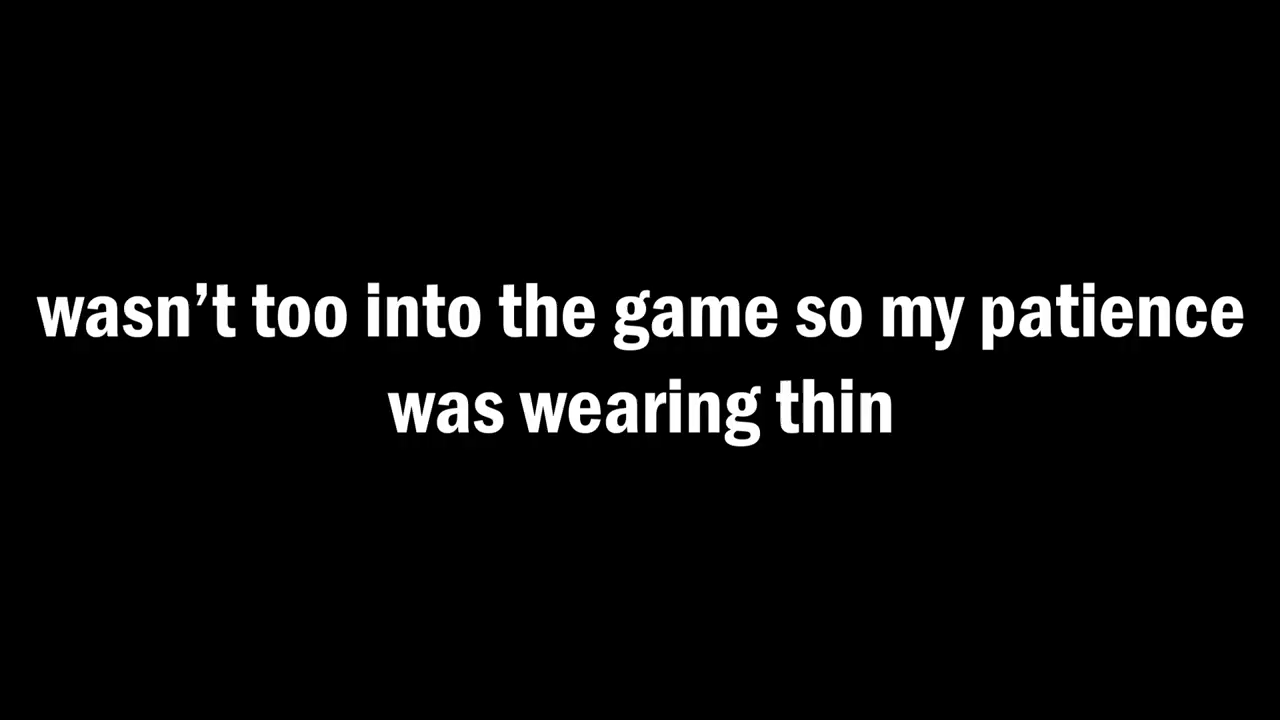 wasn’t too into the game so my patience
was wearing thin